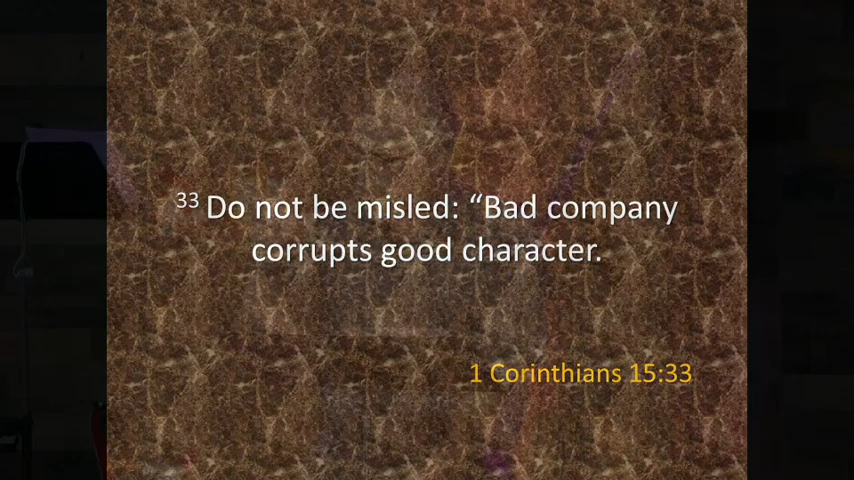 33 Do not be misled: “Bad company
corrupts good character.
1 Corinthians 15:33